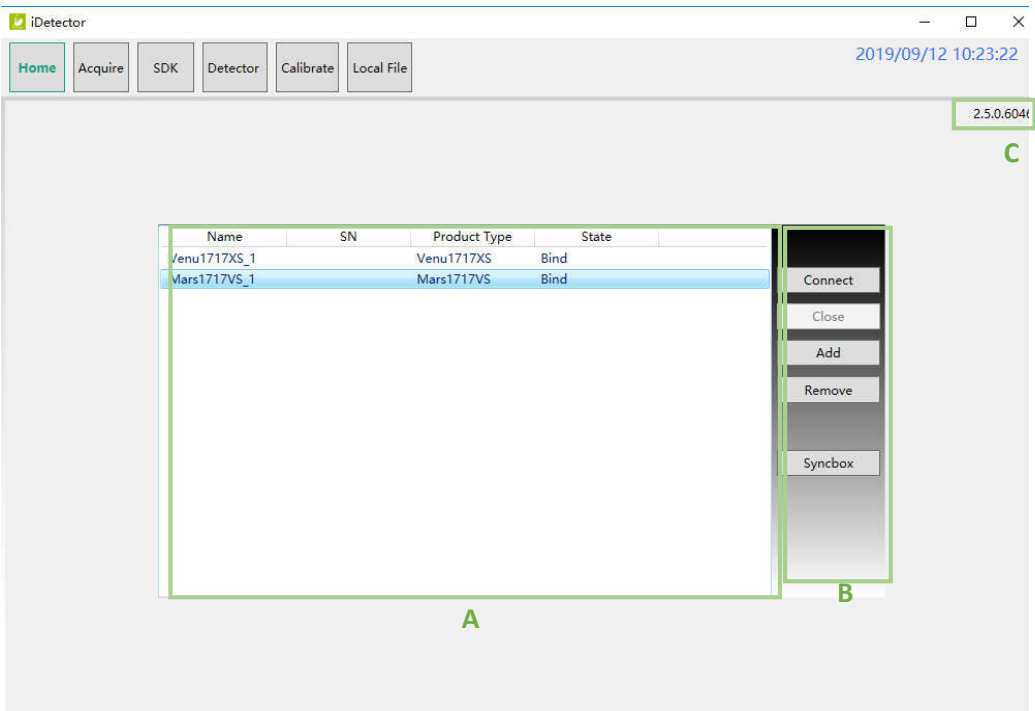 iDetector
Home Acquire SDK Detector Calibrate Local File
2019/09/12 10:23:22
2.5.0.6046
C
Name SN Product Type State
Venu1717XS_1 Venu1717XS Bind
Mars1717VS_1 Mars1717VS Bind
Connect
Close
Add
Remove
Syncbox
A
B